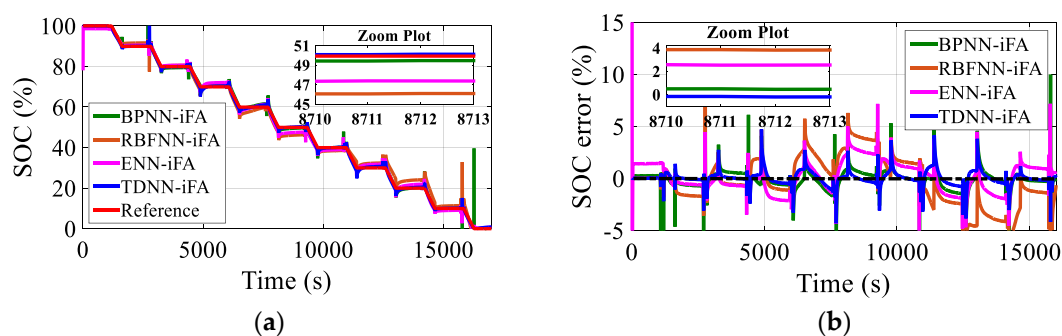 100
80
60
40
20
0
SOC (%)
0
5000
10000
15000
Time (s)
Zoom Plot
51
49
47
45
8710
8711
8712
8713
BPNN-iFA
RBFNN-iFA
ENN-iFA
TDNN-iFA
Reference
(a)
15
10
5
0
-5
SOC error (%)
0
5000
10000
15000
Time (s)
Zoom Plot
4
2
0
8710
8711
8712
8713
BPNN-iFA
RBFNN-iFA
ENN-iFA
TDNN-iFA
(b)